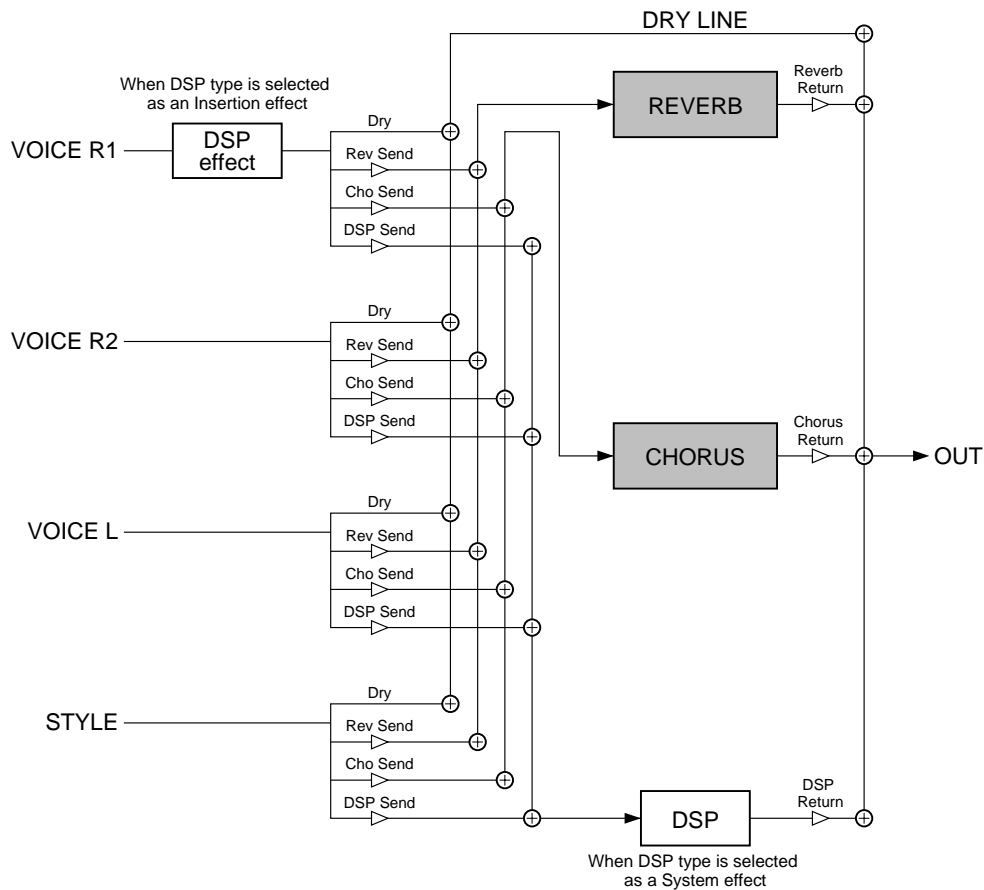 DRY LINE
When DSP type is selected
as an Insertion effect
VOICE R1
DSP
effect
Dry
Rev Send
Cho Send
DSP Send
REVERB
Reverb
Return
VOICE R2
Dry
Rev Send
Cho Send
DSP Send
CHORUS
Chorus
Return
OUT
VOICE L
Dry
Rev Send
Cho Send
DSP Send
STYLE
Dry
Rev Send
Cho Send
DSP Send
DSP
DSP
Return
When DSP type is selected
as a System effect